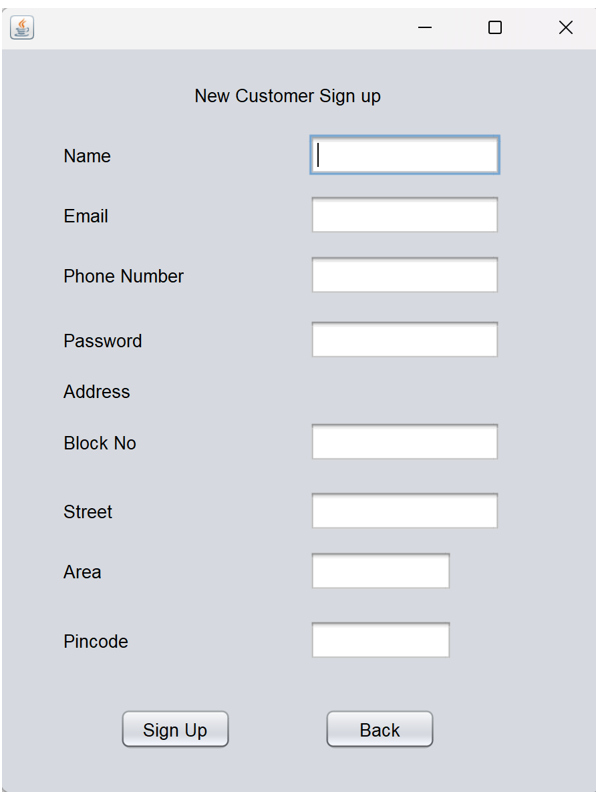 New Customer Sign up
Name
Email
Phone Number
Password
Address
Block No
Street
Area
Pincode
Sign Up Back